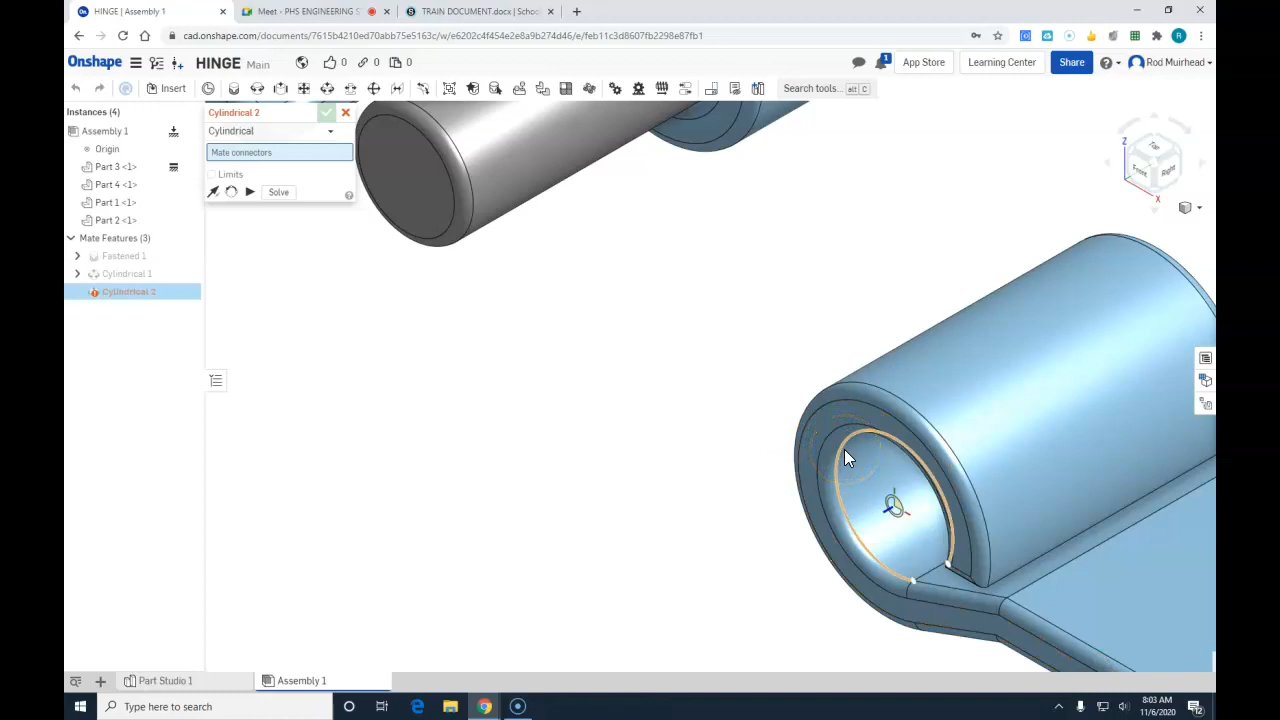 HINGE | Assembly 1
Meet - PHS ENGINEERING S
TRAIN DOCUMENT.docx | Schoo
cad.onshape.com/documents/7615b4210ed70abb75e5163c/w/e6202c4f454e2e8a9b274d46/e/feb11c3d8607fb2298e87fb1
R
Onshape
HINGE Main
0
0
0
1
App Store
Learning Center
Share
Rod Muirhead
Insert
Search tools... alt C
Instances (4)
Assembly 1
Origin
Part 3 <1>
Part 4 <1>
Part 1 <1>
Part 2 <1>
Mate Features (3)
Fastened 1
Cylindrical 1
Cylindrical 2
Cylindrical 2
Cylindrical
Mate connectors
Limits
Solve
Z
Top
Front
Right
X
Part Studio 1
Assembly 1
Type here to search
8:03 AM
11/6/2020